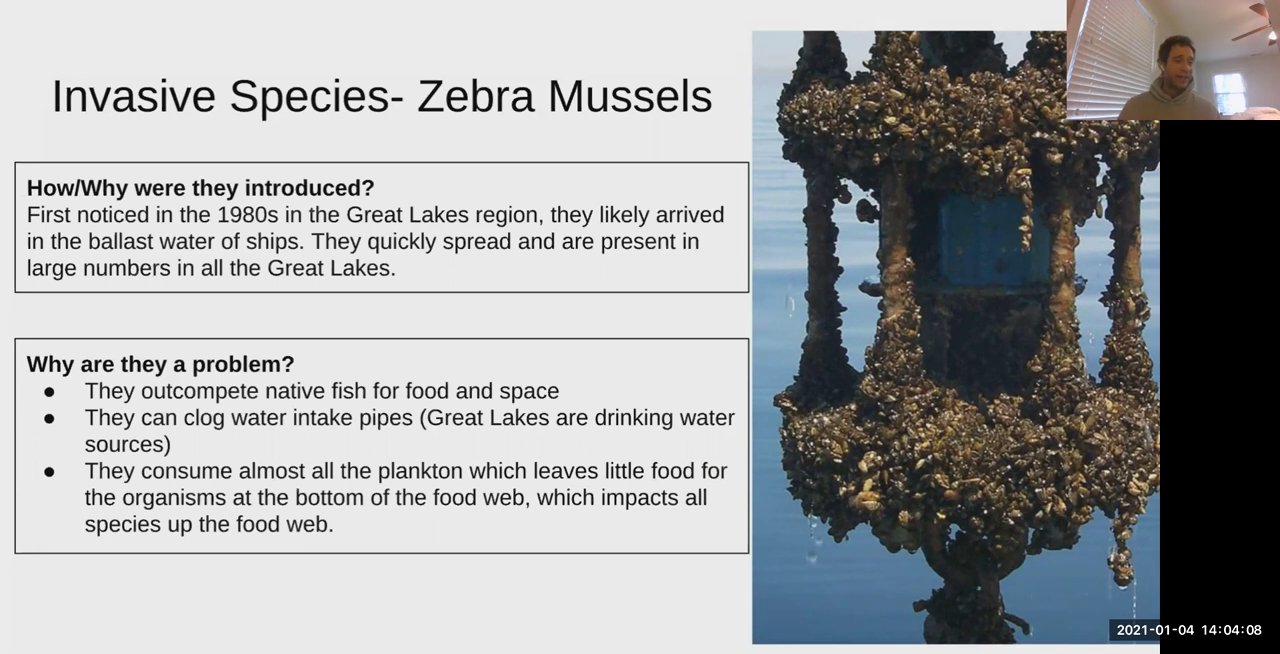 Invasive Species- Zebra Mussels
How/Why were they introduced?
First noticed in the 1980s in the Great Lakes region, they likely arrived
in the ballast water of ships. They quickly spread and are present in
large numbers in all the Great Lakes.
Why are they a problem?
● They outcompete native fish for food and space
● They can clog water intake pipes (Great Lakes are drinking water
sources)
● They consume almost all the plankton which leaves little food for
the organisms at the bottom of the food web, which impacts all
species up the food web.
2021-01-04 14:04:08